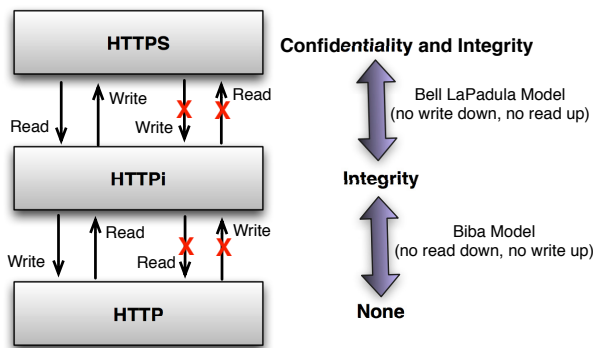 HTTPS
Confidentiality and Integrity
Read
Write
Write
Read
Bell LaPadula Model
(no write down, no read up)
HTTPi
Integrity
Write
Read
Read
Write
Biba Model
(no read down, no write up)
HTTP
None